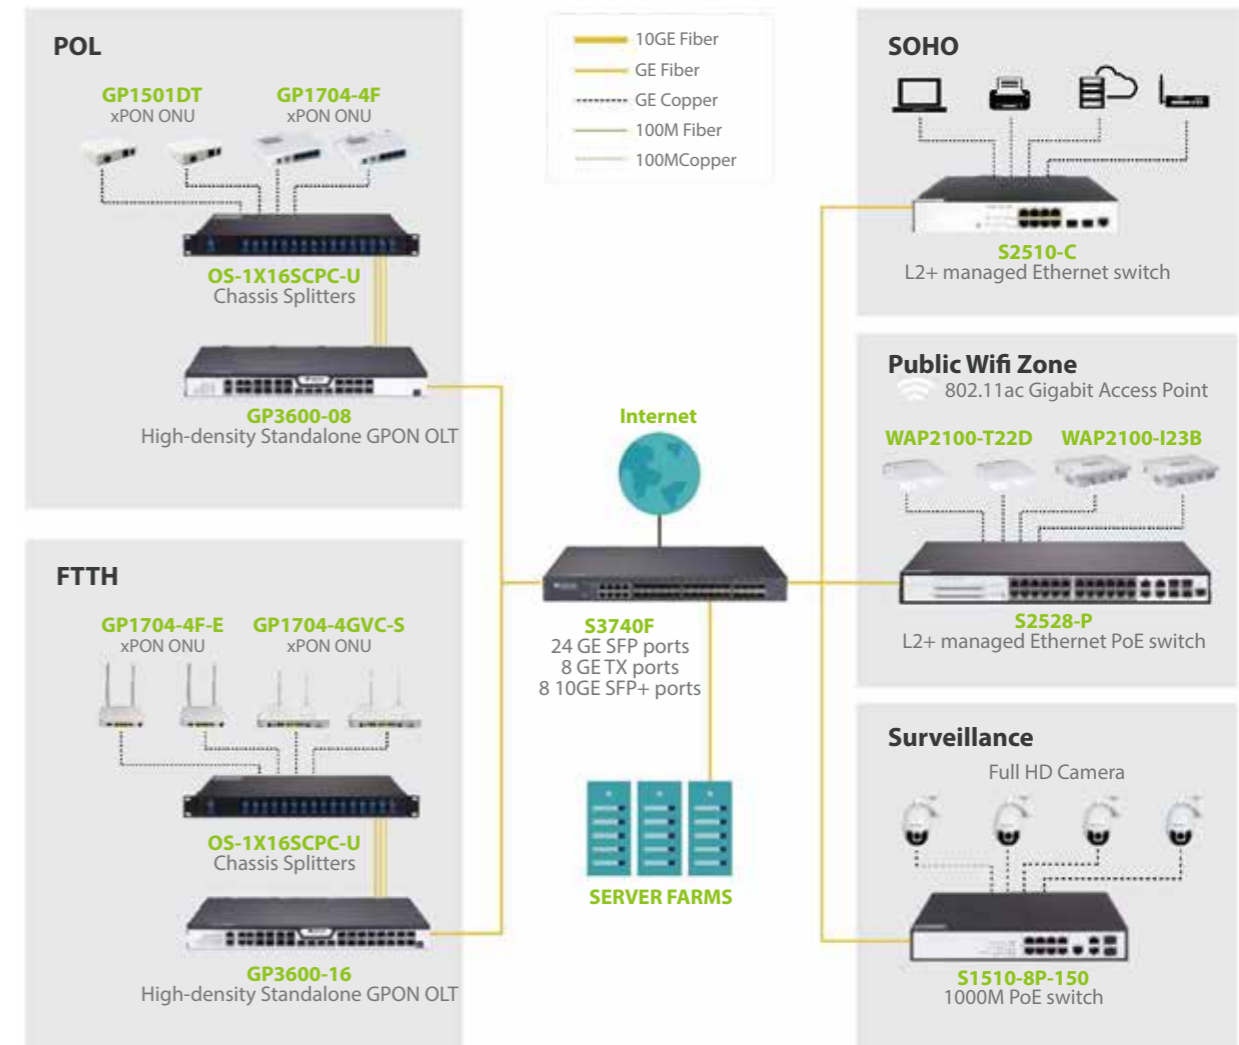 POL
GP1501DT
xPON ONU
GP1704-4F
xPON ONU
OS-1X16SCPC-U
Chassis Splitters
GP3600-08
High-density Standalone GPON OLT
FTTH
GP1704-4F-E
xPON ONU
GP1704-4GVC-S
xPON ONU
OS-1X16SCPC-U
Chassis Splitters
GP3600-16
High-density Standalone GPON OLT
10GE Fiber
GE Fiber
GE Copper
100M Fiber
100MCopper
Internet
S3740F
24 GE SFP ports
8 GE TX ports
8 10GE SFP+ ports
SERVER FARMS
SOHO
S2510-C
L2+ managed Ethernet switch
Public Wifi Zone
802.11ac Gigabit Access Point
WAP2100-T22D
WAP2100-I23B
S2528-P
L2+ managed Ethernet PoE switch
Surveillance
Full HD Camera
S1510-8P-150
1000M PoE switch